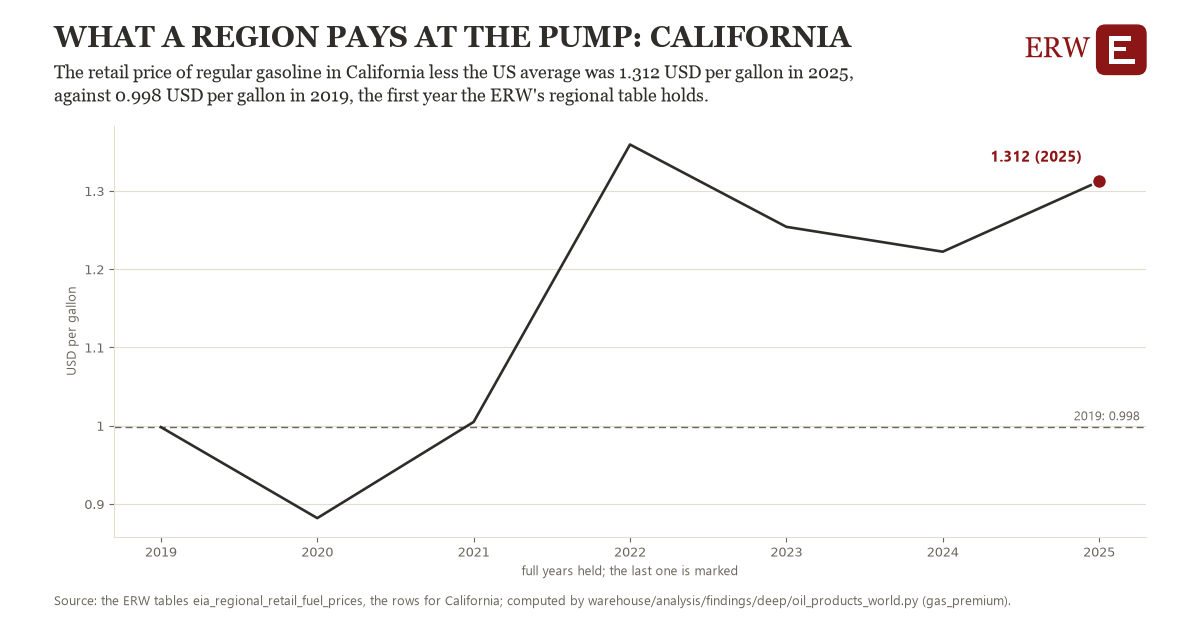 WHAT A REGION PAYS AT THE PUMP: CALIFORNIA
The retail price of regular gasoline in California less the US average was 1.312 USD per gallon in 2025,
against 0.998 USD per gallon in 2019, the first year the ERW's regional table holds.
ERW E
1.312 (2025)
1.3
1.2
1.1
1
0.9
USD per gallon
2019: 0.998
2019 2020 2021 2022 2023 2024 2025
full years held; the last one is marked
Source: the ERW tables eia_regional_retail_fuel_prices, the rows for California; computed by warehouse/analysis/findings/deep/oil_products_world.py (gas_premium).